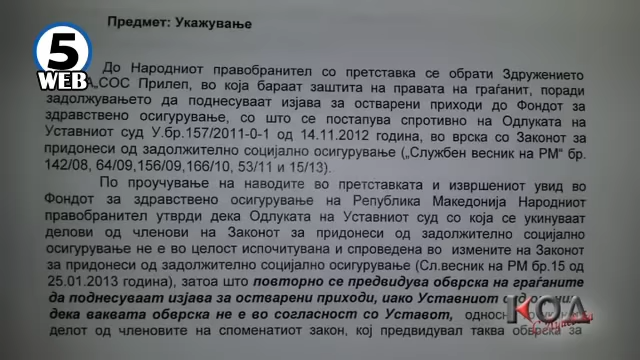 Предмет: Укажување
5
WEB
До Народниот правобранител со претставка се обрати Здружението
СОС Прилеп, во која бараат заштита на правата на граѓанит, поради
задолжувањето да поднесуваат изјава за остварени приходи до Фондот за
здравствено осигурување, со што се постапува спротивно на Одлуката на
Уставниот суд У.бр.157/2011-0-1 од 14.11.2012 година, во врска со Законот за
придонеси од задолжително социјално осигурување („Службен весник на РМ“ бр.
142/08, 64/09,156/09,166/10, 53/11 и 15/13).
По проучување на наводите во претставката и извршениот увид во
Фондот за здравствено осигурување на Република Македонија Народниот
правобранител утврди дека Одлуката на Уставниот суд со која се укинуваат
делови од членови на Законот за придонеси од задолжително социјално
осигурување не е во целост испочитувана и спроведена во измените на Законот
за придонеси од задолжително социјално осигурување (Сл.весник на РМ бр.15 од
25.01.2013 година), затоа што повторно се предвидува обврска на граѓаните
да поднесуваат изјава за остварени приходи, иако Уставниот суд
дека ваквата обврска не е во согласност со Уставот,
КОД
делот од членовите на споменатиот закон, кој предвидувал таква обврска за